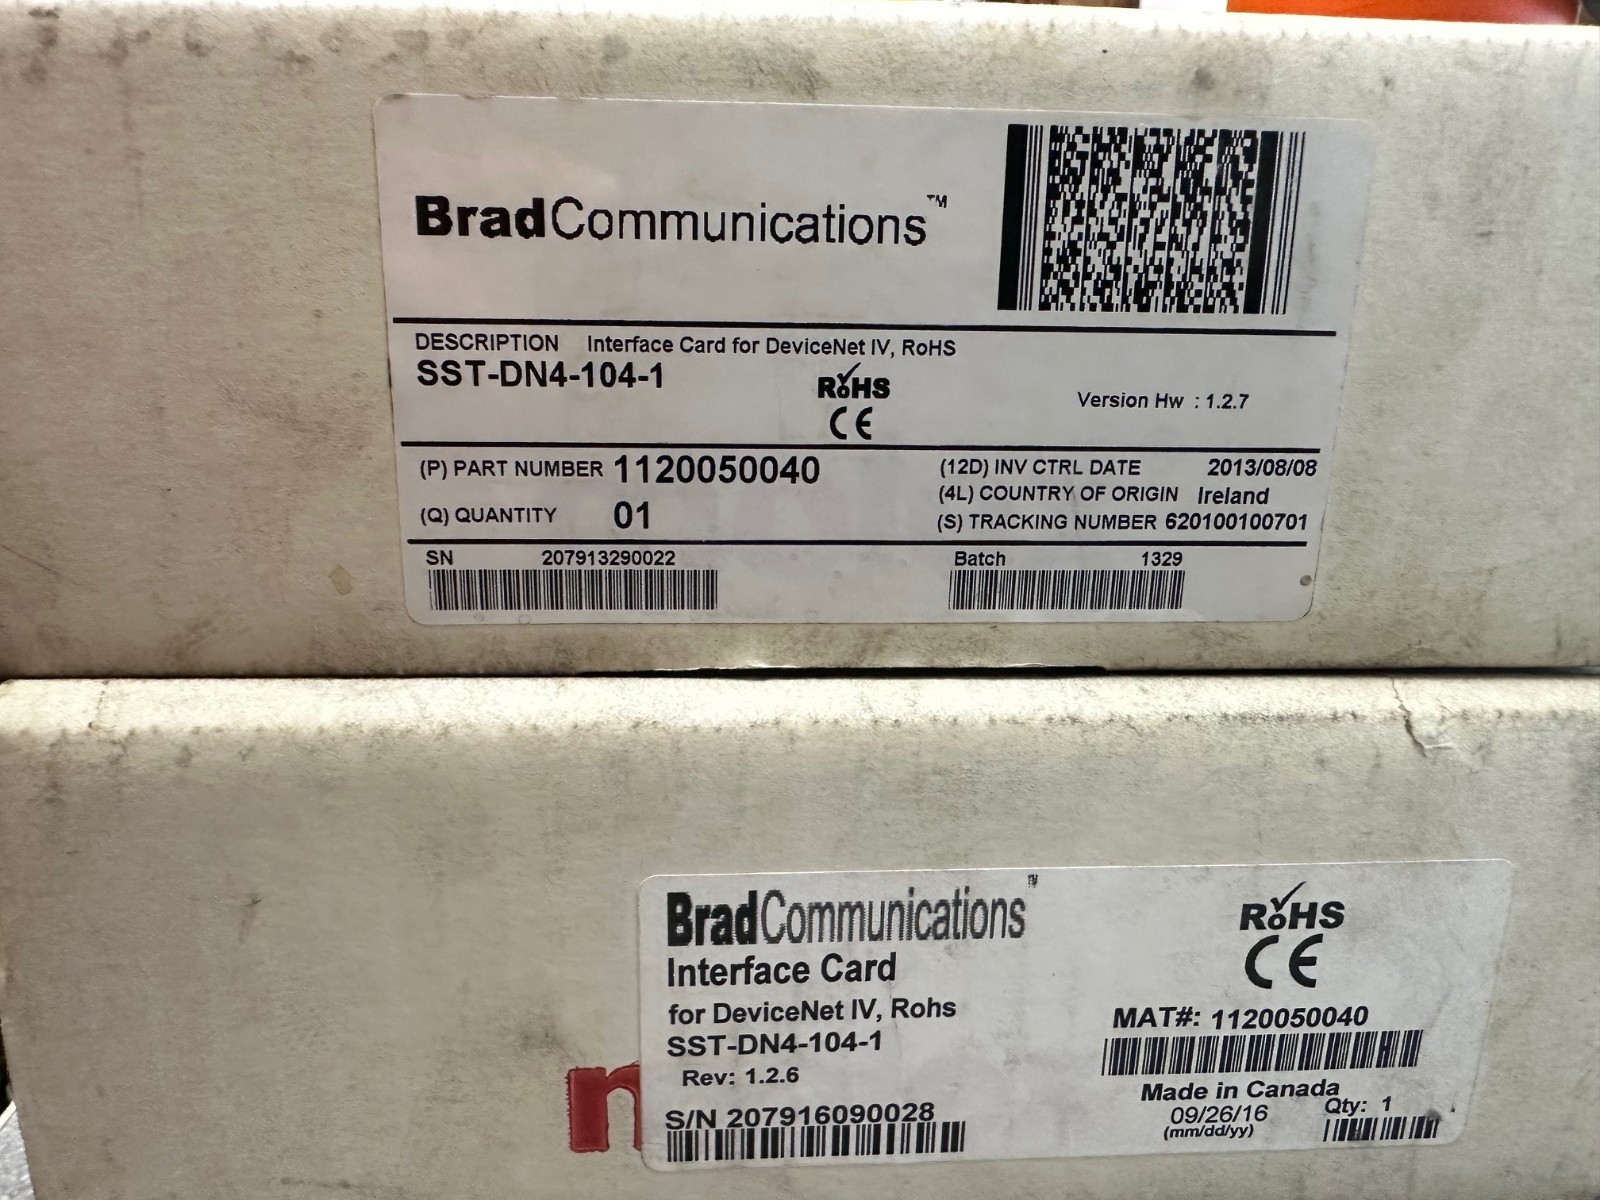 BradCommunications™
DESCRIPTION Interface Card for DeviceNet IV, RoHS
SST-DN4-104-1
RoHS
CE
Version Hw : 1.2.7
(P) PART NUMBER 1120050040
(Q) QUANTITY 01
(12D) INV CTRL DATE 2013/08/08
(4L) COUNTRY OF ORIGIN Ireland
(S) TRACKING NUMBER 620100100701
SN 207913290022
Batch 1329
BradCommunications™
Interface Card
for DeviceNet IV, Rohs
SST-DN4-104-1
Rev: 1.2.6
S/N 207916090028
RoHS
CE
MAT#: 1120050040
Made in Canada
09/26/16
(mm/dd/yy)
Qty: 1